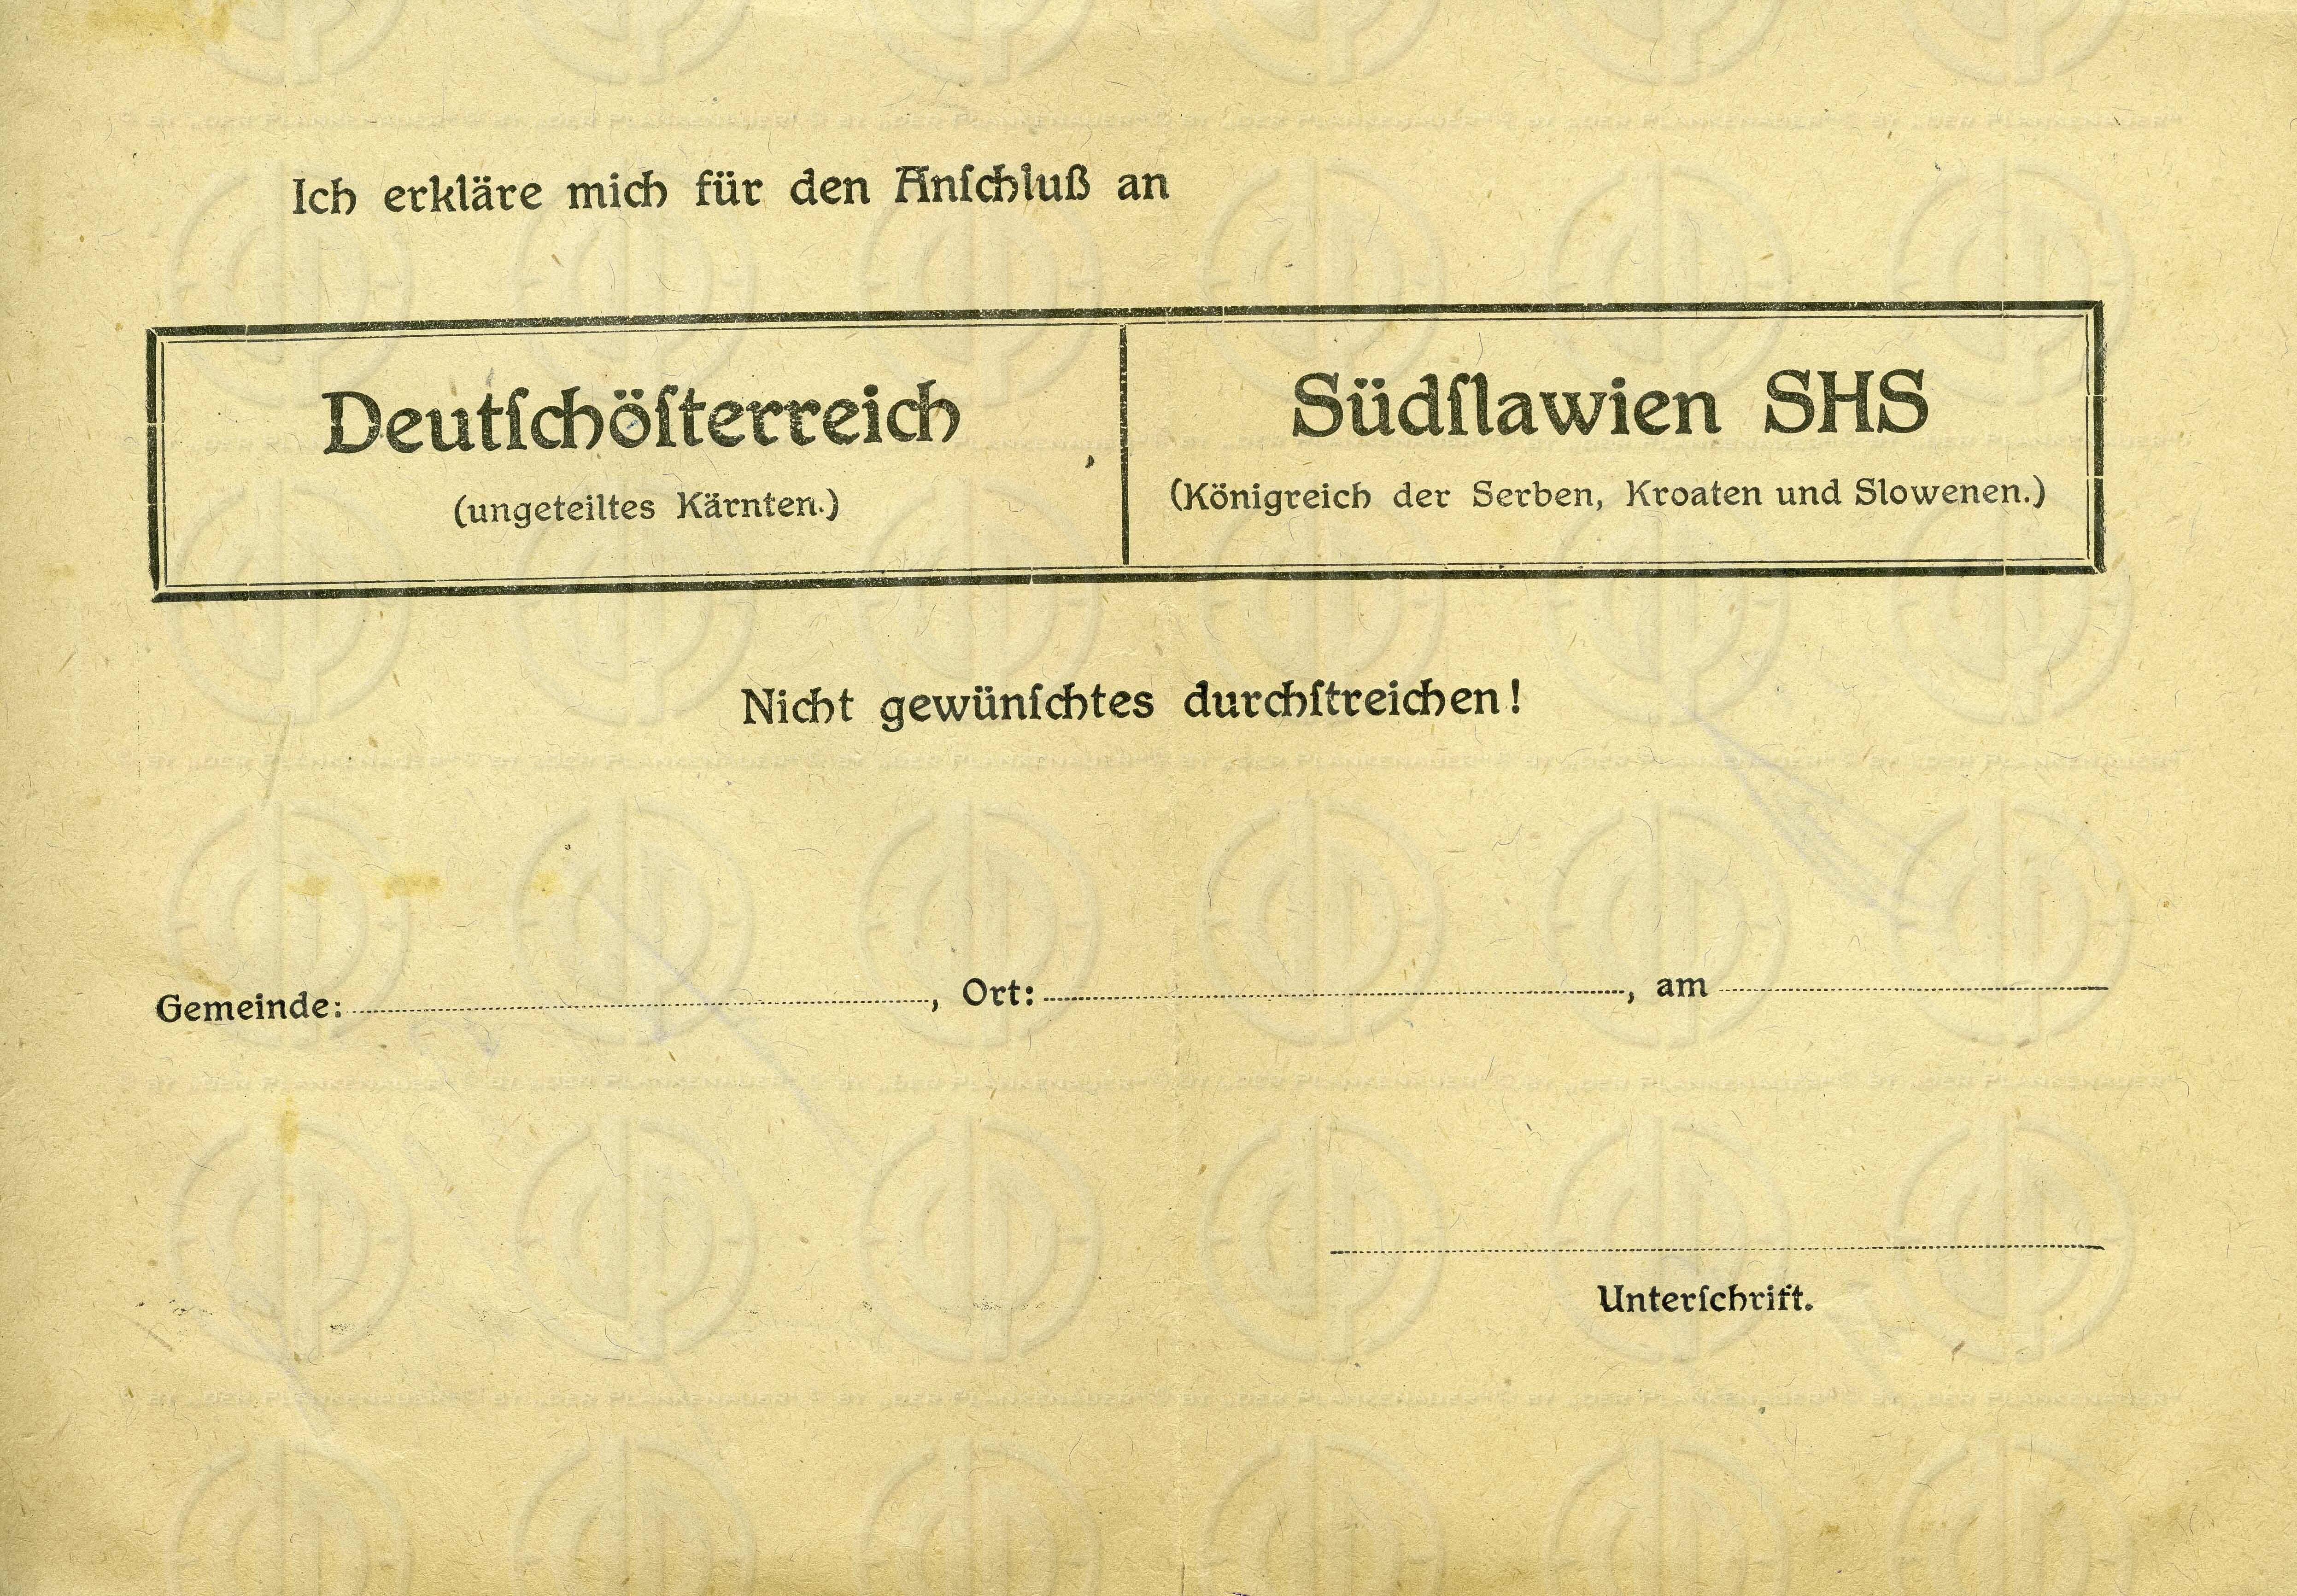 Ich erkläre mich für den Anſchluß an
Deutſchöſterreich
(ungeteiltes Kärnten.)
Südſlawien SHS
(Königreich der Serben, Kroaten und Slowenen.)
Nicht gewünſchtes durchſtreichen!
Gemeinde: , Ort: , am
Unterſchrift.